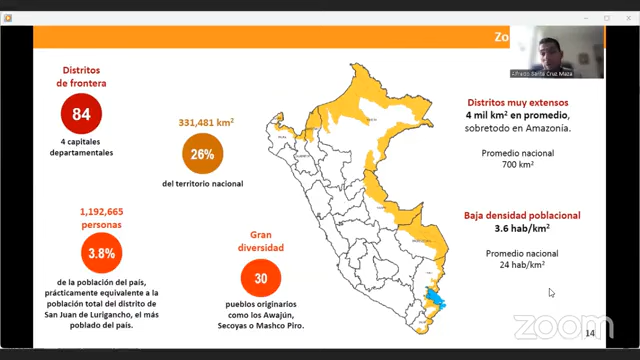 Zo
Alfredo Santa Cruz Maza
Distritos
de frontera
84
4 capitales
departamentales
331,481 km²
26%
del territorio nacional
1,192,665
personas
3.8%
de la población del país,
prácticamente equivalente a la
población total del distrito de
San Juan de Lurigancho, el más
poblado del país.
Gran
diversidad
30
pueblos originarios
como los Awajún,
Secoyas o Mashco Piro.
Distritos muy extensos
4 mil km² en promedio,
sobretodo en Amazonía.
Promedio nacional
700 km²
Baja densidad poblacional
3.6 hab/km²
Promedio nacional
24 hab/km²
zoom
14